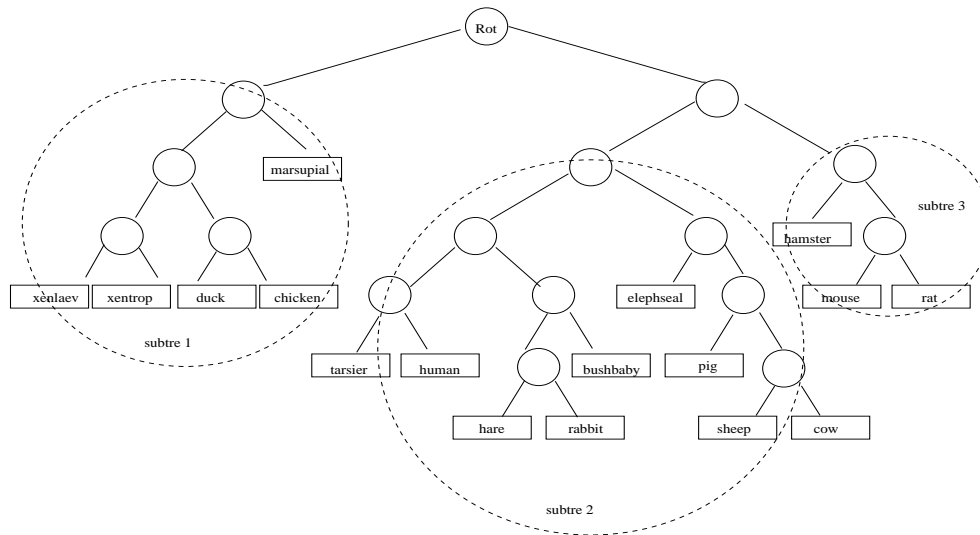 Rot
marsupial
subtre 3
hamster
xenlaev
xentrop
duck
chicken
elephseal
mouse
rat
subtre 1
tarsier
human
bushbaby
pig
hare
rabbit
sheep
cow
subtre 2